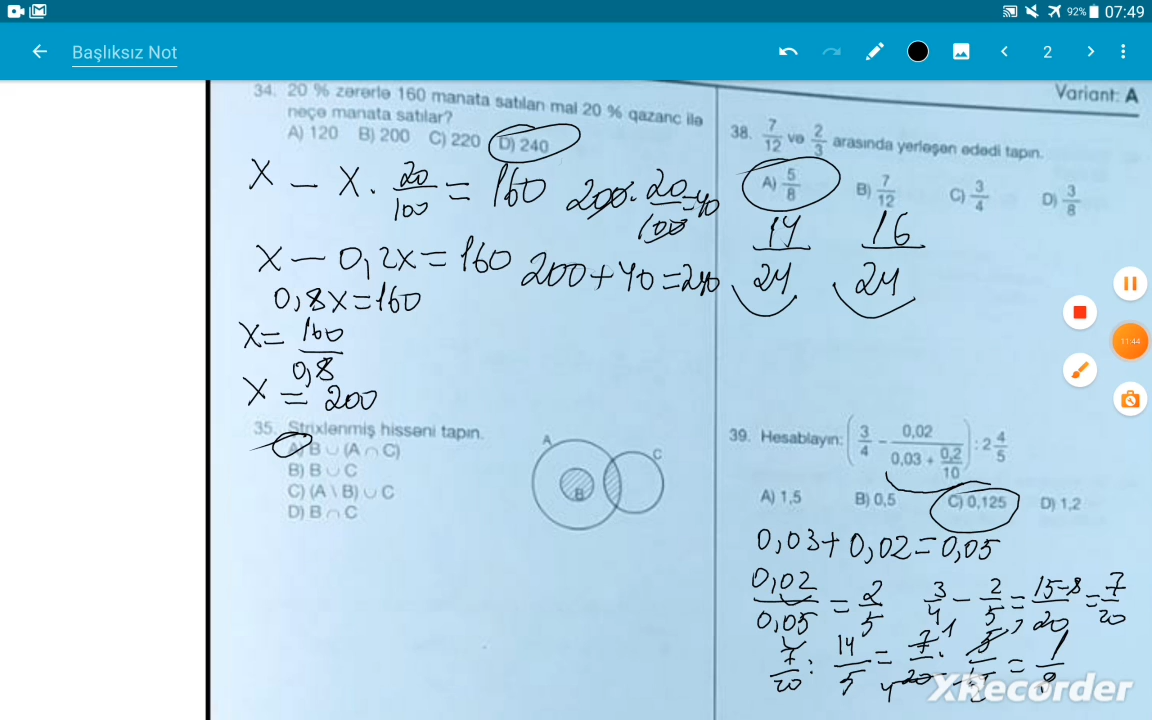 92% 07:49
Başlıksız Not
2
Variant: A
34. 20 % zərərlə 160 manata satılan mal 20 % qazanc ilə
neçə manata satılar?
A) 120 B) 200 C) 220 D) 240
x - x · 20/100 = 160
200 · 20/100 = 40
x - 0,2x = 160
200 + 40 = 240
0,8x = 160
x = 160/0,8
x = 200
35. Ştrixlənmiş hissəni tapın.
A) B ∪ (A ∩ C)
B) B ∪ C
C) (A \ B) ∪ C
D) B ∩ C
A
B
C
38. 7/12 və 2/3 arasında yerləşən ədədi tapın.
A) 5/8 B) 7/12 C) 3/4 D) 3/8
14/24 16/24
39. Hesablayın: (3/4 - 0,02/(0,03 + 0,2/10)) : 2 4/5
A) 1,5 B) 0,5 C) 0,125 D) 1,2
0,03 + 0,02 = 0,05
0,02/0,05 = 2/5 3/4 - 2/5 = 15-8/20 = 7/20
7/20 : 14/5 = 7/20 · 5/14 = 1/8
XRecorder
11:44